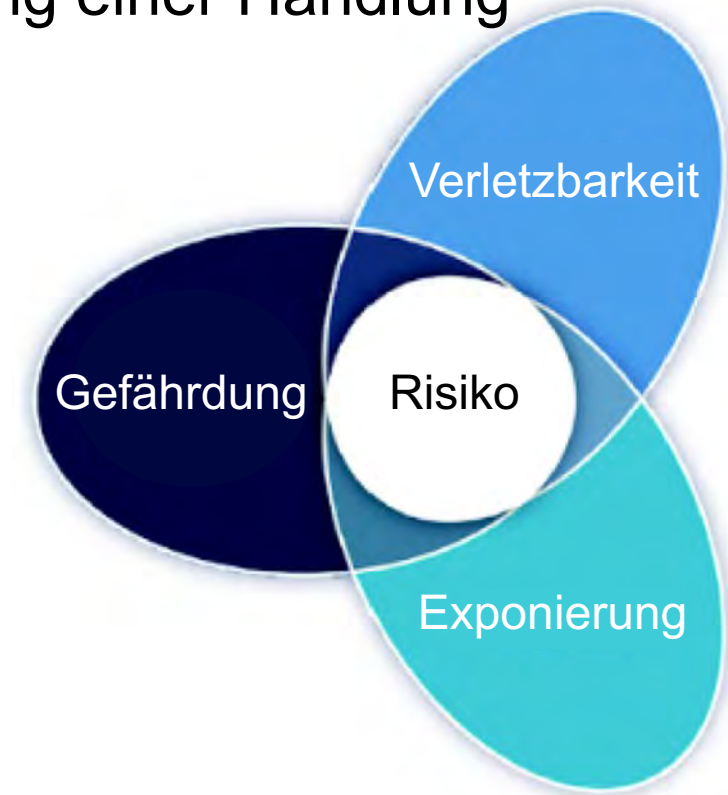 einer Handlung
Verletzbarkeit
Gefährdung
Risiko
Exponierung